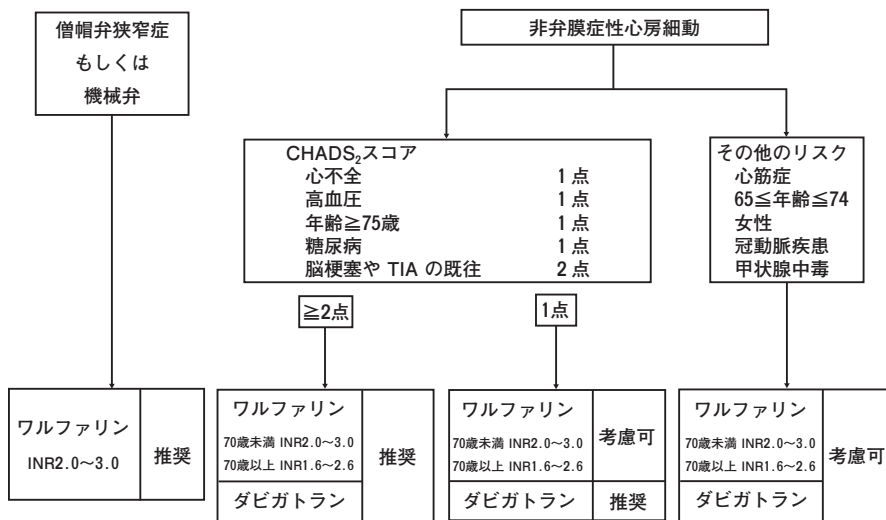 僧帽弁狭窄症
もしくは
機械弁
非弁膜症性心房細動
CHADS₂スコア
心不全 1 点
高血圧 1 点
年齢≧75歳 1 点
糖尿病 1 点
脳梗塞や TIA の既往 2 点
その他のリスク
心筋症
65≦年齢≦74
女性
冠動脈疾患
甲状腺中毒
≧2点
1点
ワルファリン
INR2.0〜3.0
推奨
ワルファリン
70歳未満 INR2.0〜3.0
70歳以上 INR1.6〜2.6
ダビガトラン
推奨
ワルファリン
70歳未満 INR2.0〜3.0
70歳以上 INR1.6〜2.6
考慮可
ダビガトラン
推奨
ワルファリン
70歳未満 INR2.0〜3.0
70歳以上 INR1.6〜2.6
ダビガトラン
考慮可